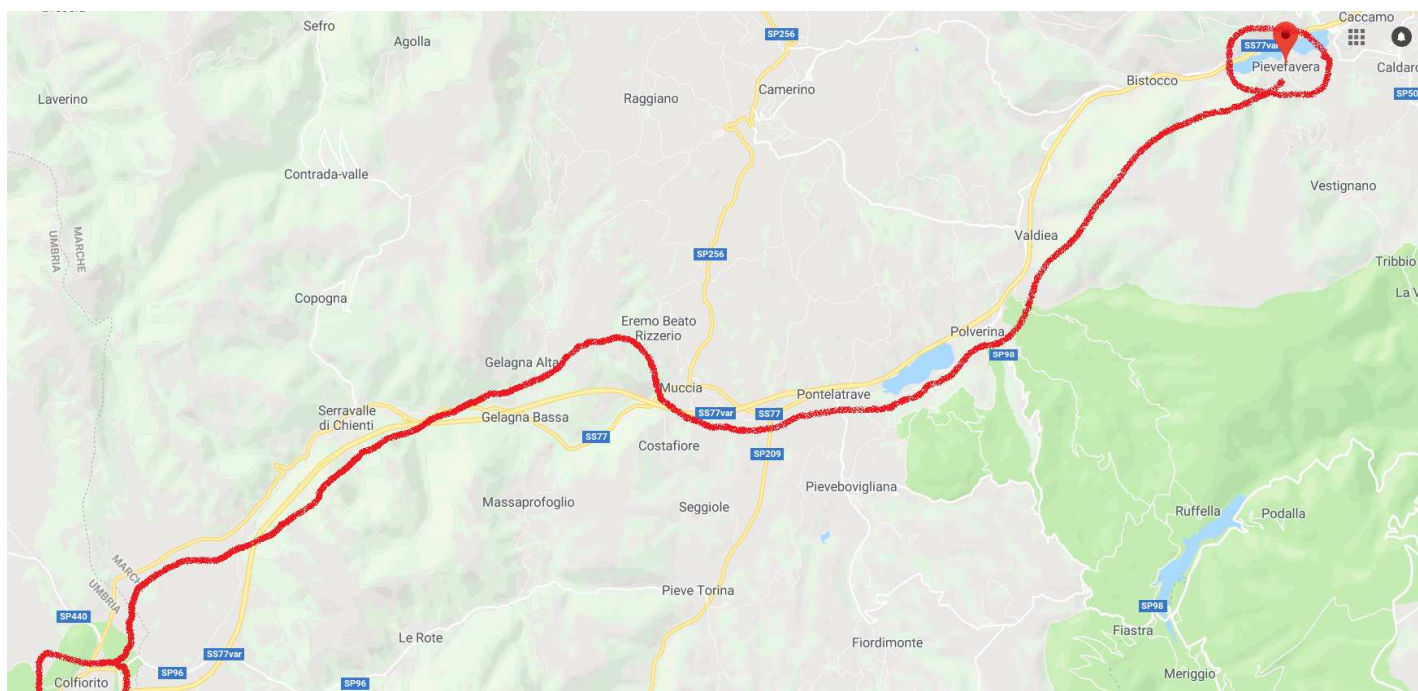 Sefro
Agolla
SP256
Caccamo
SS77var
Pievefavera
Bistocco
SP50
Laverino
Raggiano
Camerino
Contrada-valle
Vestignano
MARCHE
UMBRIA
SP256
Valdiea
Tribbio
La V
Copogna
Eremo Beato
Rizzerio
Polverina
SP98
Gelagna Alta
Muccia
Pontelatrave
Serravalle
di Chienti
Gelagna Bassa
SS77var
SS77
SS77
Costafiore
SP209
Massaprofoglio
Seggiole
Pievebovigliana
Ruffella
Podalla
UMBRIA
Pieve Torina
SP440
SP98
Le Rote
Fiordimonte
Fiastra
SS77var
SP96
SP96
Colfiorito
Meriggio